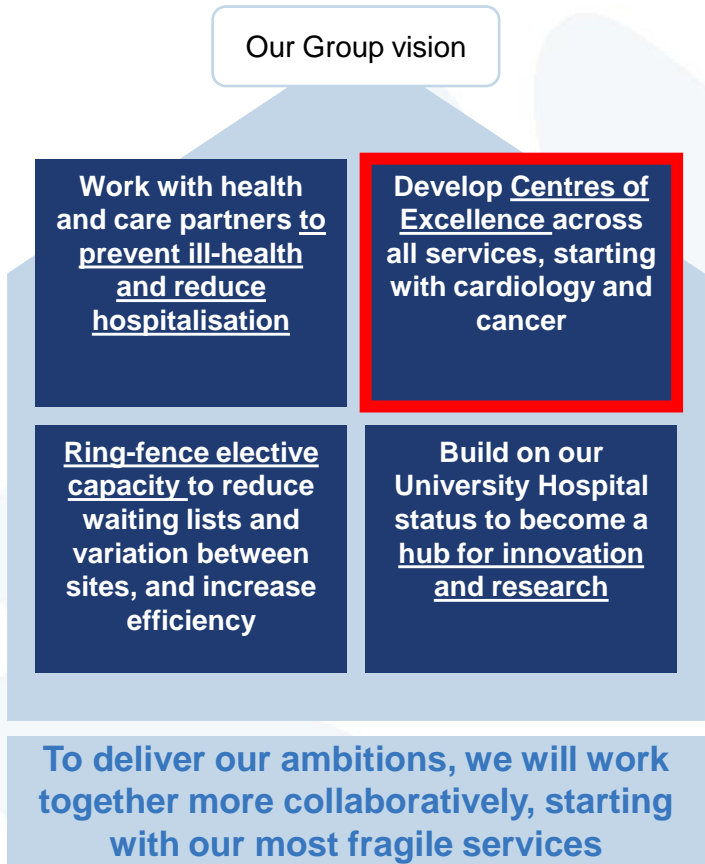 Our Group vision
Work with health
and care partners to
prevent ill-health
and reduce
hospitalisation
Develop Centres of
Excellence across
all services, starting
with cardiology and
cancer
Ring-fence elective
capacity to reduce
waiting lists and
variation between
sites, and increase
efficiency
Build on our
University Hospital
status to become a
hub for innovation
and research
To deliver our ambitions, we will work
together more collaboratively, starting
with our most fragile services